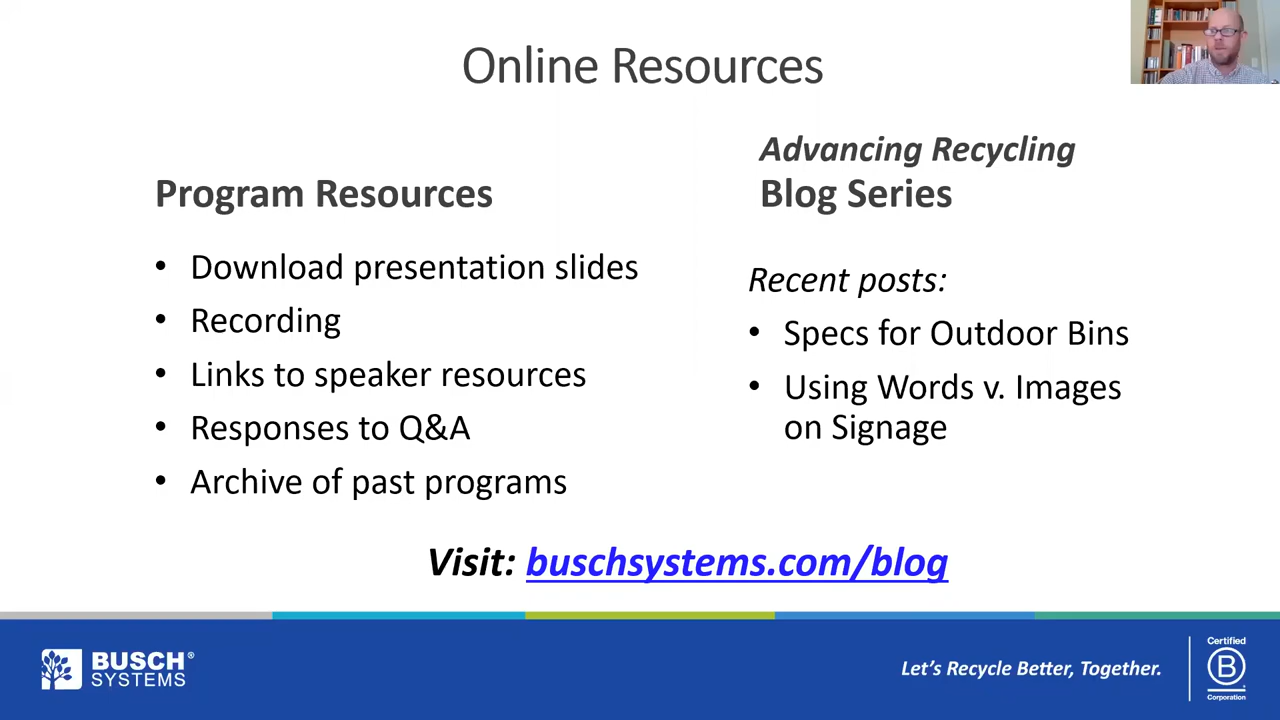 Online Resources
Program Resources
• Download presentation slides
• Recording
• Links to speaker resources
• Responses to Q&A
• Archive of past programs
Advancing Recycling
Blog Series
Recent posts:
• Specs for Outdoor Bins
• Using Words v. Images
on Signage
Visit: buschsystems.com/blog
BUSCH®
SYSTEMS
Let's Recycle Better, Together.
Certified
B
Corporation